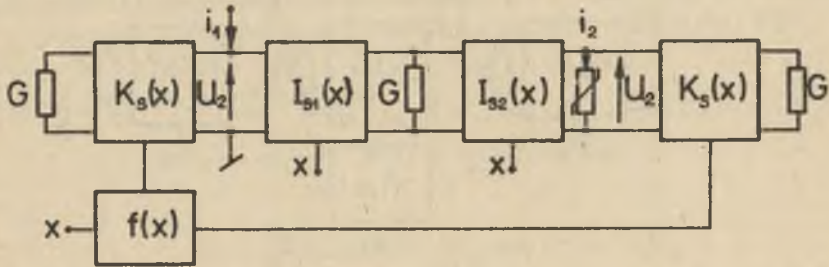 i₁ i₂
G Kₛ(x) U₂ Iₛ₁(x) G Iₛ₂(x) U₂ Kₛ(x) G
x x
x f(x)